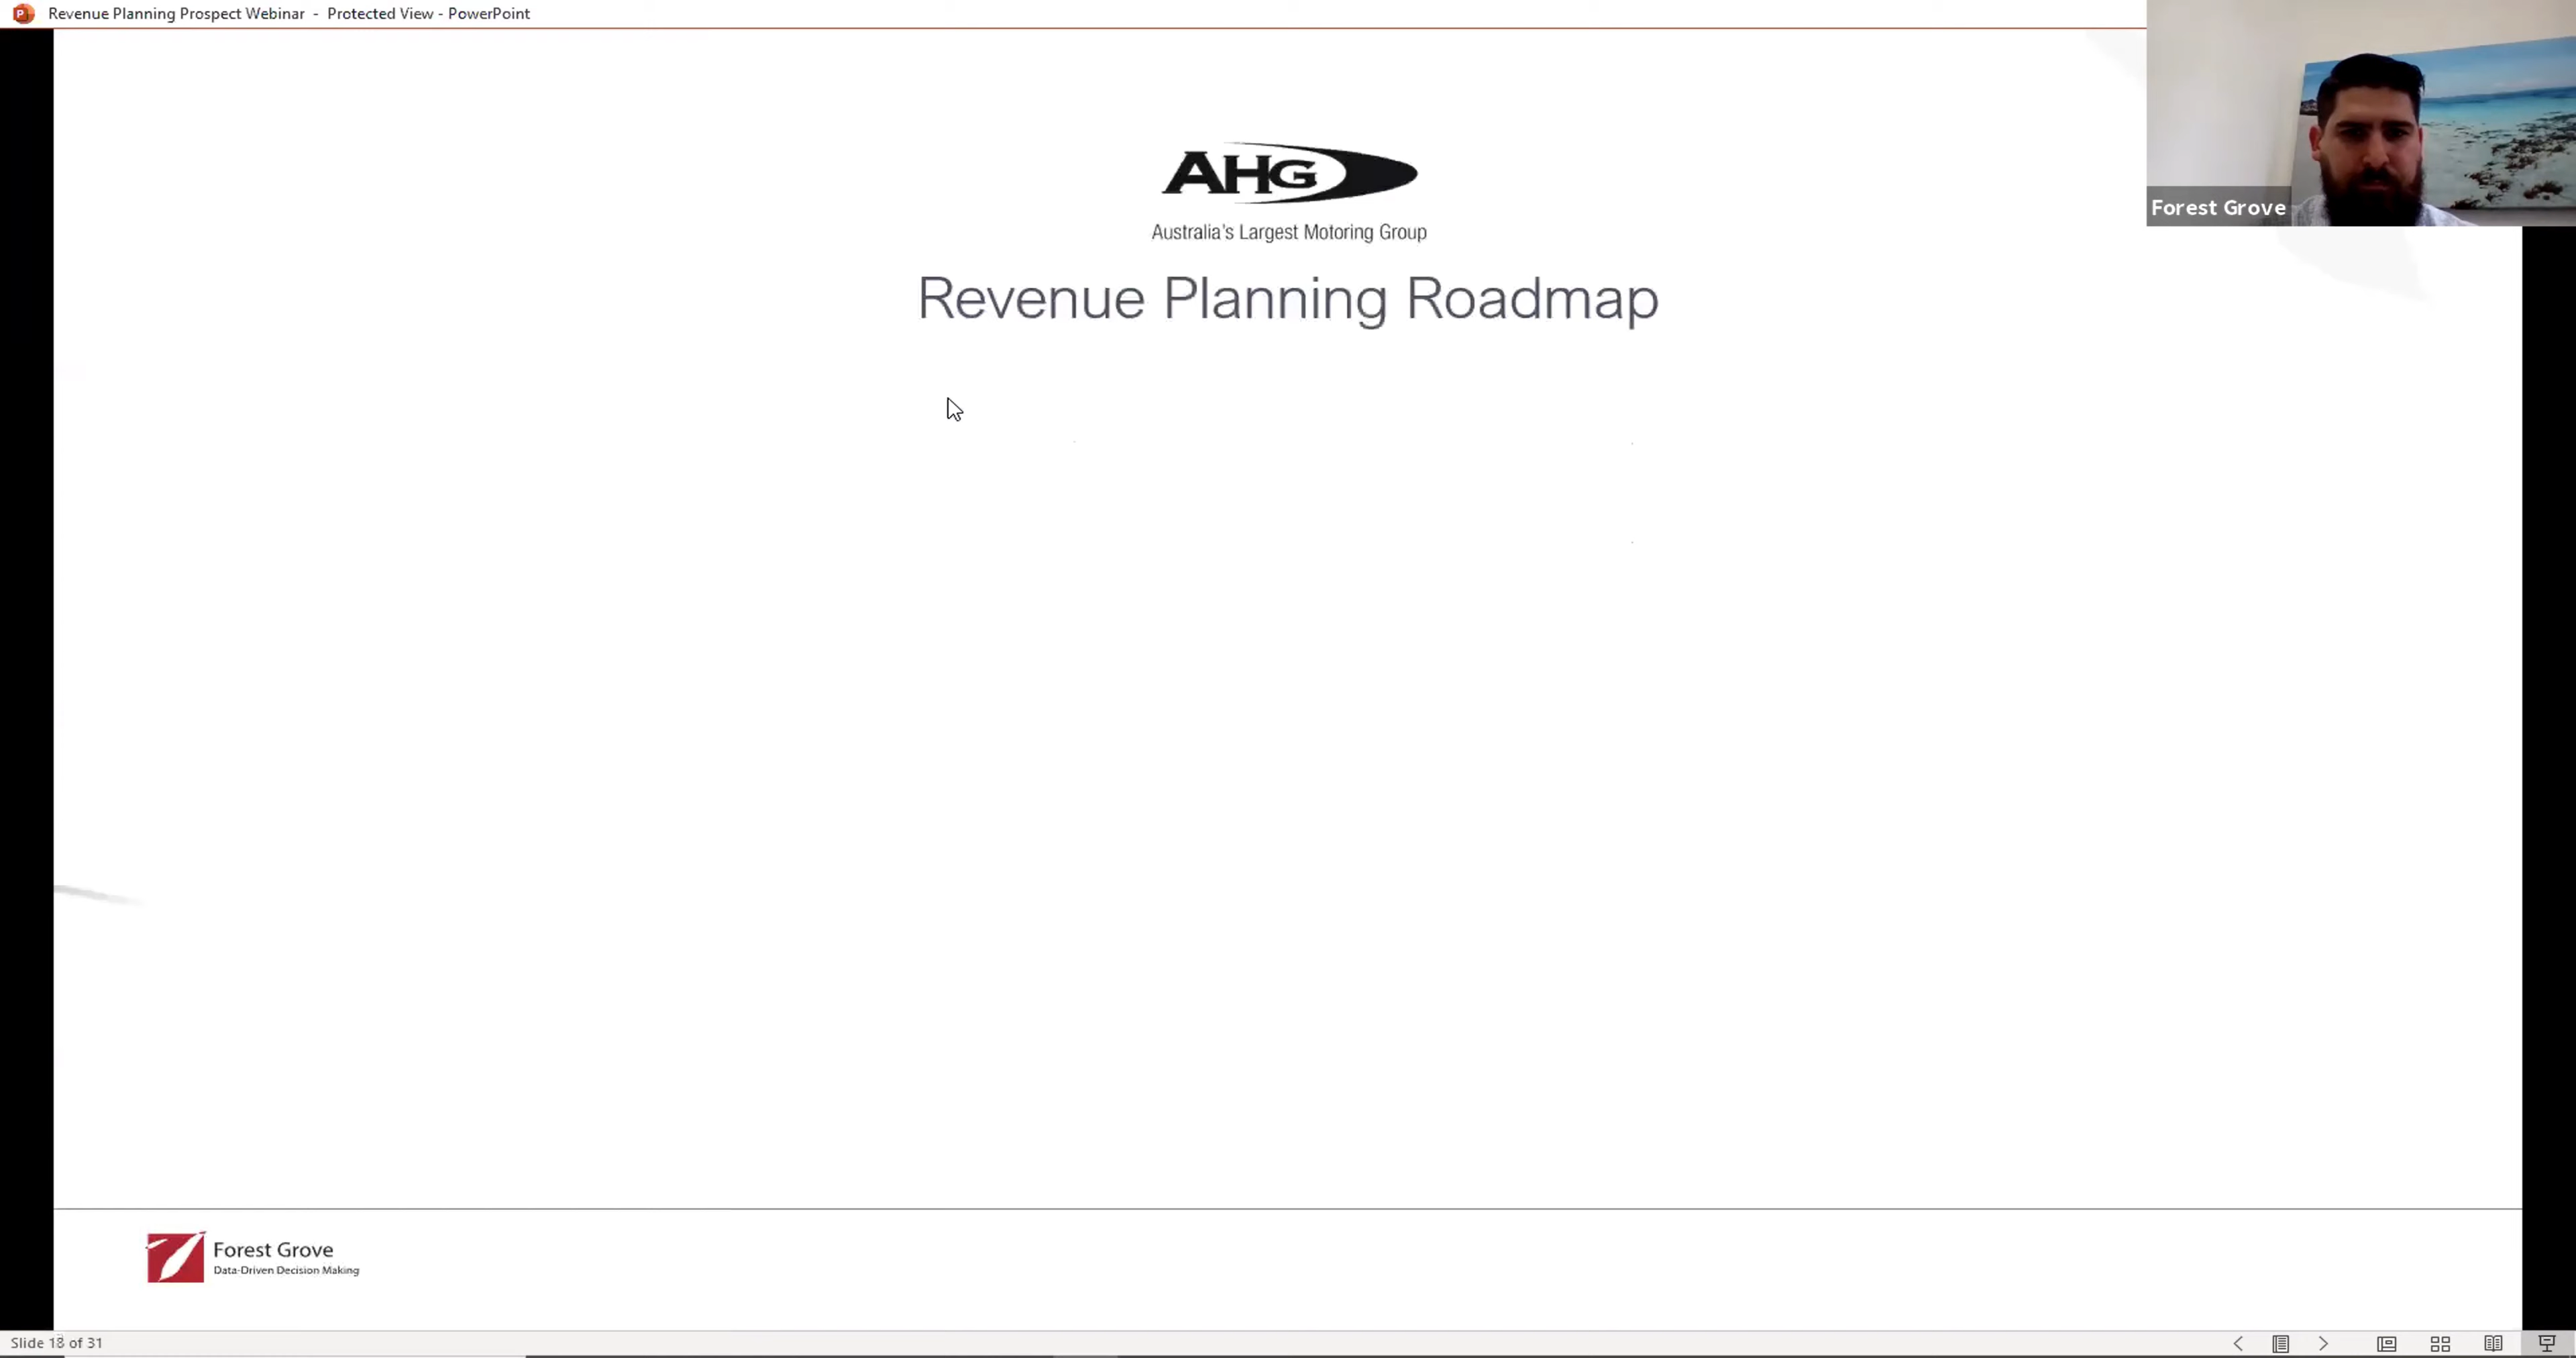 Revenue Planning Prospect Webinar - Protected View - PowerPoint
AHG
Australia's Largest Motoring Group
Forest Grove
Revenue Planning Roadmap
Forest Grove
Data-Driven Decision Making
Slide 18 of 31